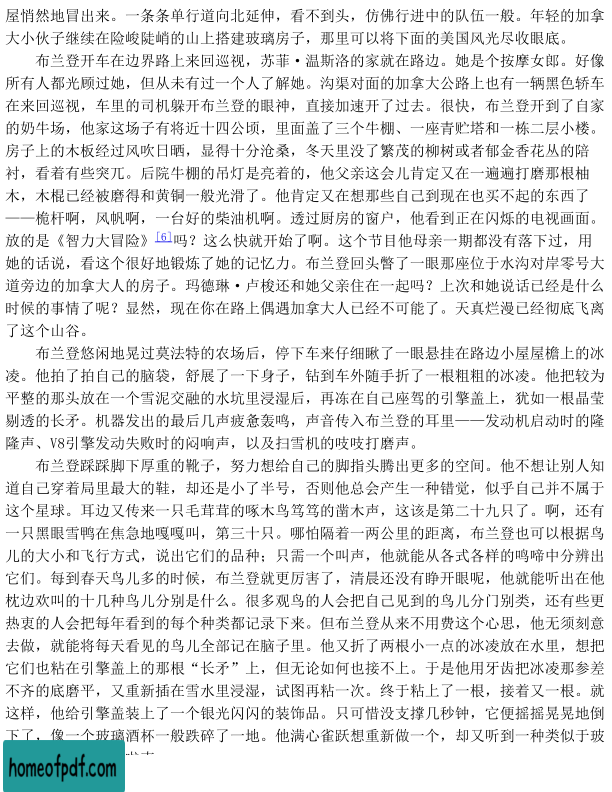 屋悄然地冒出来。一条条单行道向北延伸，看不到头，仿佛行进中的队伍一般。年轻的加拿
大小伙子继续在险峻陡峭的山上搭建玻璃房子，那里可以将下面的美国风光尽收眼底。
布兰登开车在边界路上来回巡视，苏菲·温斯洛的家就在路边。她是个按摩女郎。好像
所有人都光顾过她，但从未有过一个人了解她。沟渠对面的加拿大公路上也有一辆黑色轿车
在来回巡视，车里的司机躲开布兰登的眼神，直接加速开了过去。很快，布兰登开到了自家
的奶牛场，他家这场子有将近十四公顷，里面盖了三个牛棚、一座青贮塔和一栋二层小楼。
房子上的木板经过风吹日晒，显得十分沧桑，冬天里没了繁茂的柳树或者郁金香花丛的陪
衬，看着有些突兀。后院牛棚的吊灯是亮着的，他父亲这会儿肯定又在一遍遍打磨那根柚
木，木棍已经被磨得和黄铜一般光滑了。他肯定又在想那些自己到现在也买不起的东西了
——桅杆啊，风帆啊，一台好的柴油机啊。透过厨房的窗户，他看到正在闪烁的电视画面。
放的是《智力大冒险》[6]吗？这么快就开始了啊。这个节目他母亲一期都没有落下过，用
她的话说，看这个很好地锻炼了她的记忆力。布兰登回头瞥了一眼那座位于水沟对岸零号大
道旁边的加拿大人的房子。玛德琳·卢梭还和她父亲住在一起吗？上次和她说话已经是什么
时候的事情了呢？显然，现在你在路上偶遇加拿大人已经不可能了。天真烂漫已经彻底飞离
了这个山谷。
布兰登悠闲地晃过莫法特的农场后，停下车来仔细瞅了一眼悬挂在路边小屋屋檐上的冰
凌。他拍了拍自己的脑袋，舒展了一下身子，钻到车外随手折了一根粗粗的冰凌。他把较为
平整的那头放在一个雪泥交融的水坑里浸湿后，再冻在自己座驾的引擎盖上，犹如一根晶莹
剔透的长矛。机器发出的最后几声疲惫轰鸣，声音传入布兰登的耳里——发动机启动时的隆
隆声、V8引擎发动失败时的闷响声，以及扫雪机的吱吱打磨声。
布兰登踩踩脚下厚重的靴子，努力想给自己的脚指头腾出更多的空间。他不想让别人知
道自己穿着局里最大的鞋，却还是小了半号，否则他总会产生一种错觉，似乎自己并不属于
这个星球。耳边又传来一只毛茸茸的啄木鸟笃笃的凿木声，这该是第二十九只了。啊，还有
一只黑眼雪鸭在焦急地嘎嘎叫，第三十只。哪怕隔着一两公里的距离，布兰登也可以根据鸟
儿的大小和飞行方式，说出它们的品种；只需一个叫声，他就能从各式各样的鸣啼中分辨出
它们。每到春天鸟儿多的时候，布兰登就更厉害了，清晨还没有睁开眼呢，他就能听出在他
枕边欢叫的十几种鸟儿分别是什么。很多观鸟的人会把自己见到的鸟儿分门别类，还有些更
热衷的人会把每年看到的每个种类都记录下来。但布兰登从来不用费这个心思，他无须刻意
去做，就能将每天看见的鸟儿全部记在脑子里。他又折了两根小一点的冰凌放在水里，想把
它们也粘在引擎盖上的那根“长矛”上，但无论如何也接不上。于是他用牙齿把冰凌那参差
不齐的底磨平，又重新插在雪水里浸湿，试图再粘一次。终于粘上了一根，接着又一根。就
这样，他给引擎盖装上了一个银光闪闪的装饰品。只可惜没支撑几秒钟，它便摇摇晃晃地倒
下了，像一个玻璃酒杯一般跌碎了一地。他满心雀跃想重新做一个，却又听到一种类似于玻
homeofpdf.com